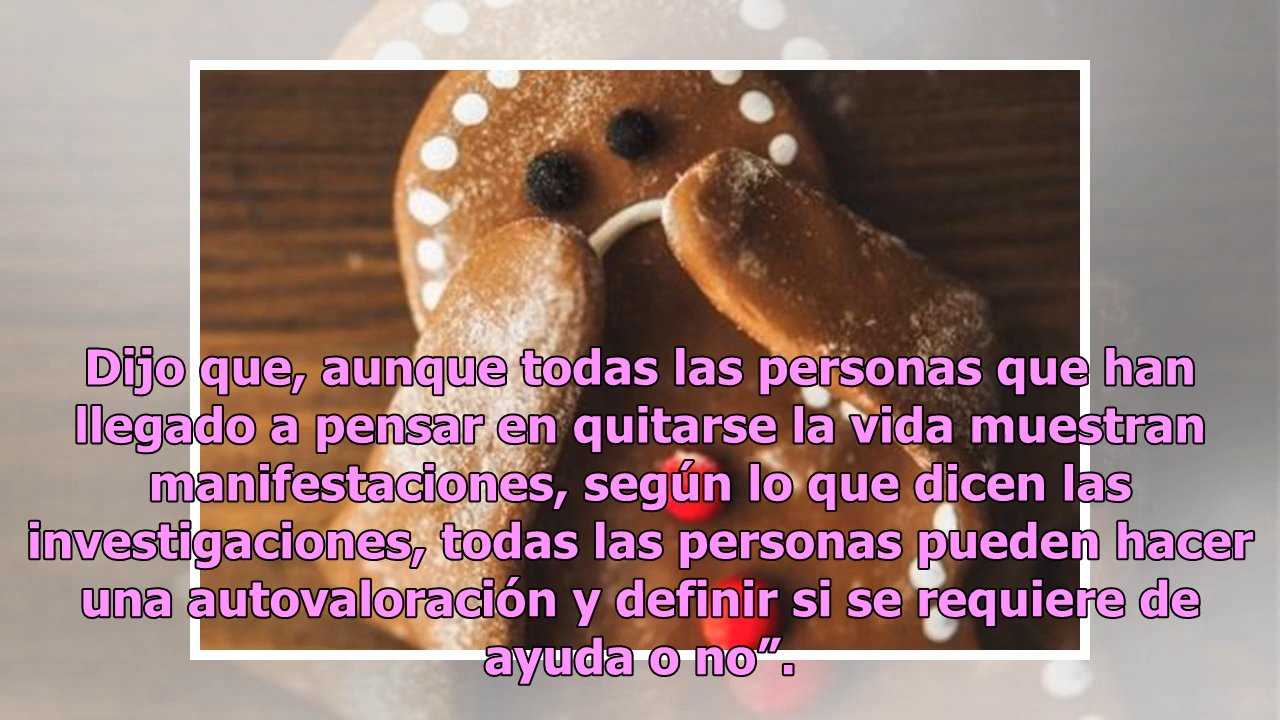 Dijo que, aunque todas las personas que han
llegado a pensar en quitarse la vida muestran
manifestaciones, según lo que dicen las
investigaciones, todas las personas pueden hacer
una autovaloración y definir si se requiere de
ayuda o no”.